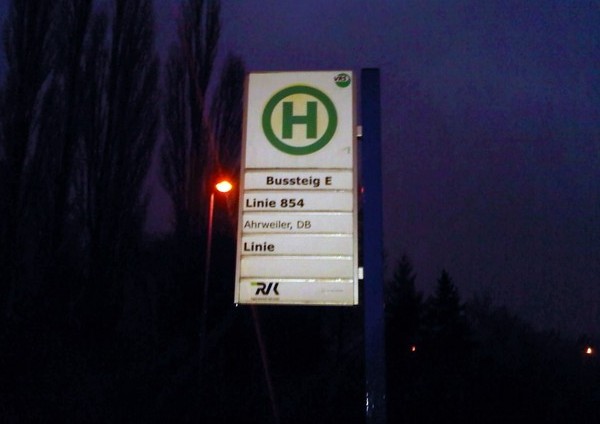 H
Bussteig E
Linie 854
Ahrweiler, DB
Linie
RVK